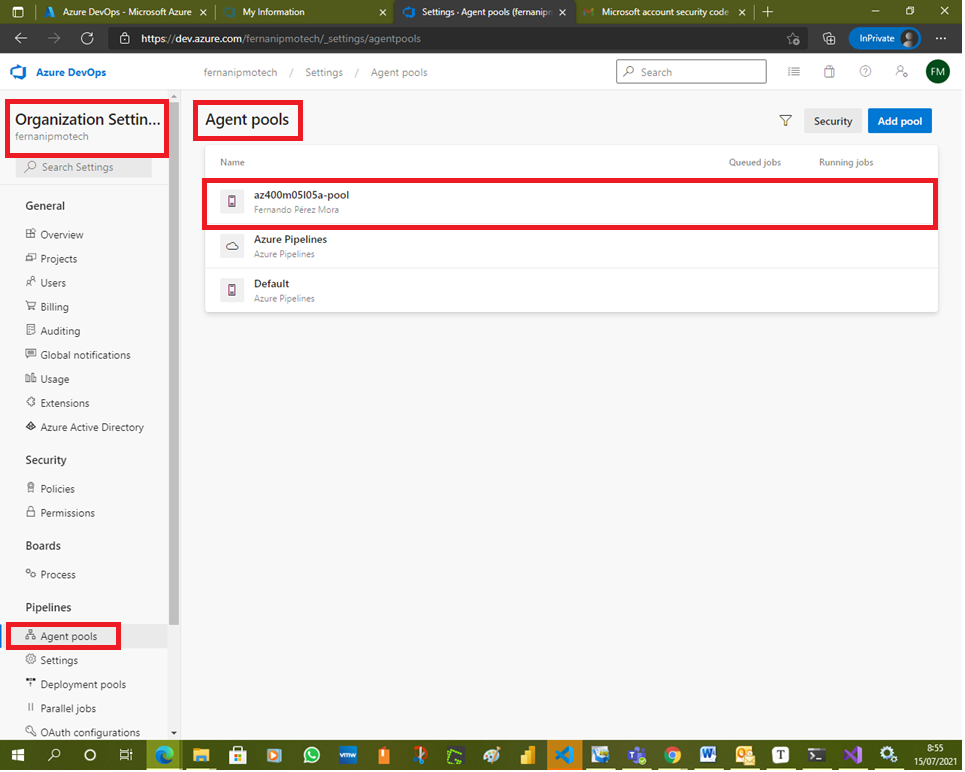 Azure DevOps - Microsoft Azure
My Information
Settings · Agent pools (fernanipm
Microsoft account security code
https://dev.azure.com/fernanipmotech/_settings/agentpools
InPrivate
Azure DevOps
fernanipmotech / Settings / Agent pools
Search
FM
Organization Settin...
fernanipmotech
Search Settings
General
Overview
Projects
Users
Billing
Auditing
Global notifications
Usage
Extensions
Azure Active Directory
Security
Policies
Permissions
Boards
Process
Pipelines
Agent pools
Settings
Deployment pools
Parallel jobs
OAuth configurations
Agent pools
Security
Add pool
Name Queued jobs Running jobs
az400m05l05a-pool
Fernando Pérez Mora
Azure Pipelines
Azure Pipelines
Default
Azure Pipelines
vmw
8:55
15/07/2021